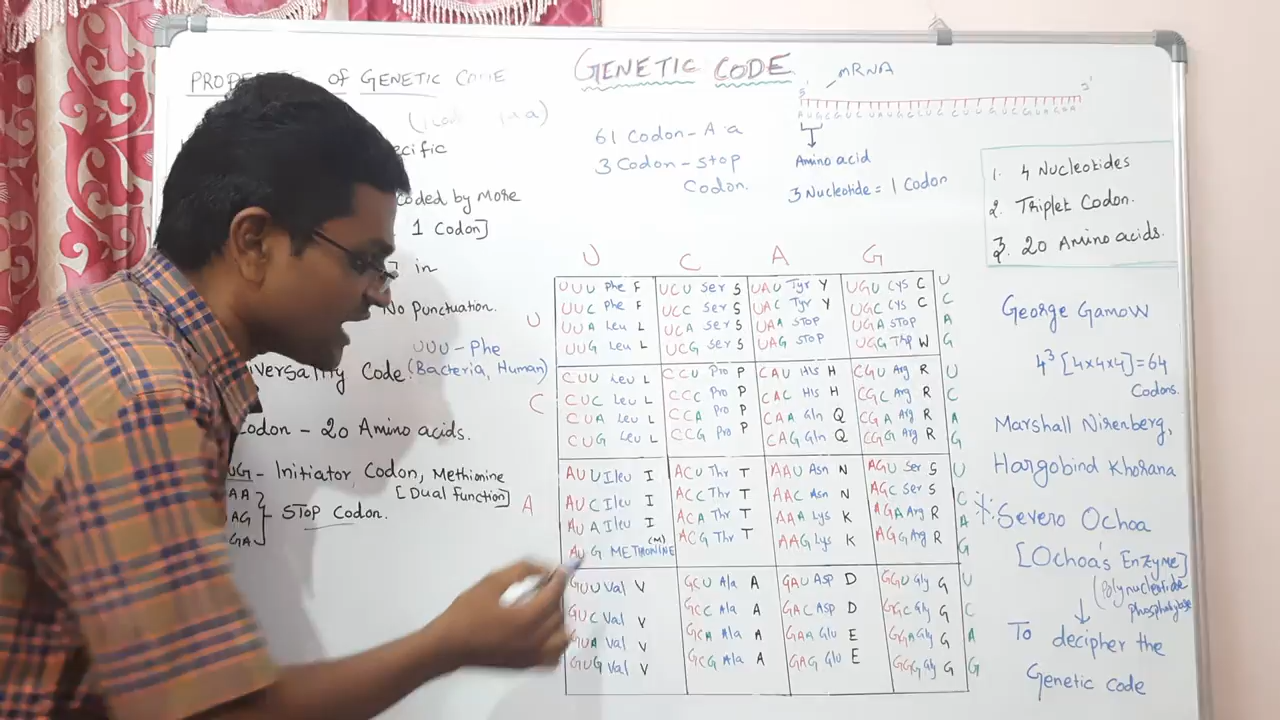 GENETIC CODE
PROPE of GENETIC CODE
cific
coded by More
1 Codon]
in
No Punctuation.
UUU - Phe
iversality Code. (Bacteria, Human)
Codon - 20 Amino acids.
UG - Initiator Codon, Methionine
[Dual function]
AA
AG
GA
STOP Codon.
61 Codon - A.a
3 Codon - Stop
Codon.
mRNA
5'
3'
Amino acid
3 Nucleotide = 1 Codon
1. 4 Nucleotides
2. Triplet Codon.
3. 20 Amino acids.
U C A G
UUU Phe F UCU Ser S UAU Tyr Y UGU Cys C U
UUC Phe F UCC Ser S UAC Tyr Y UGC Cys C C
U UUA Leu L UCA Ser S UAA STOP UGA STOP A
UUG Leu L UCG Ser S UAG STOP UGG Trp W G
CUU Leu L CCU Pro P CAU His H CGU Arg R U
C CUC Leu L CCC Pro P CAC His H CGC Arg R C
CUA Leu L CCA Pro P CAA Gln Q CGA Arg R A
CUG Leu L CCG Pro P CAG Gln Q CGG Arg R G
AUU Ileu I ACU Thr T AAU Asn N AGU Ser S U
A AUC Ileu I ACC Thr T AAC Asn N AGC Ser S C
AUA Ileu I ACA Thr T AAA Lys K AGA Arg R A
AUG METHIONINE (M) ACG Thr T AAG Lys K AGG Arg R G
GUU Val V GCU Ala A GAU Asp D GGU Gly G U
GUC Val V GCC Ala A GAC Asp D GGC Gly G C
GUA Val V GCA Ala A GAA Glu E GGA Gly G A
GUG Val V GCG Ala A GAG Glu E GGG Gly G G
George Gamow
4³ [4x4x4] = 64
Codons.
Marshall Nirenberg,
Hargobind Khorana
Severo Ochoa
[Ochoa's Enzyme]
(Polynucleotide
phosphorylase
To decipher the
Genetic code